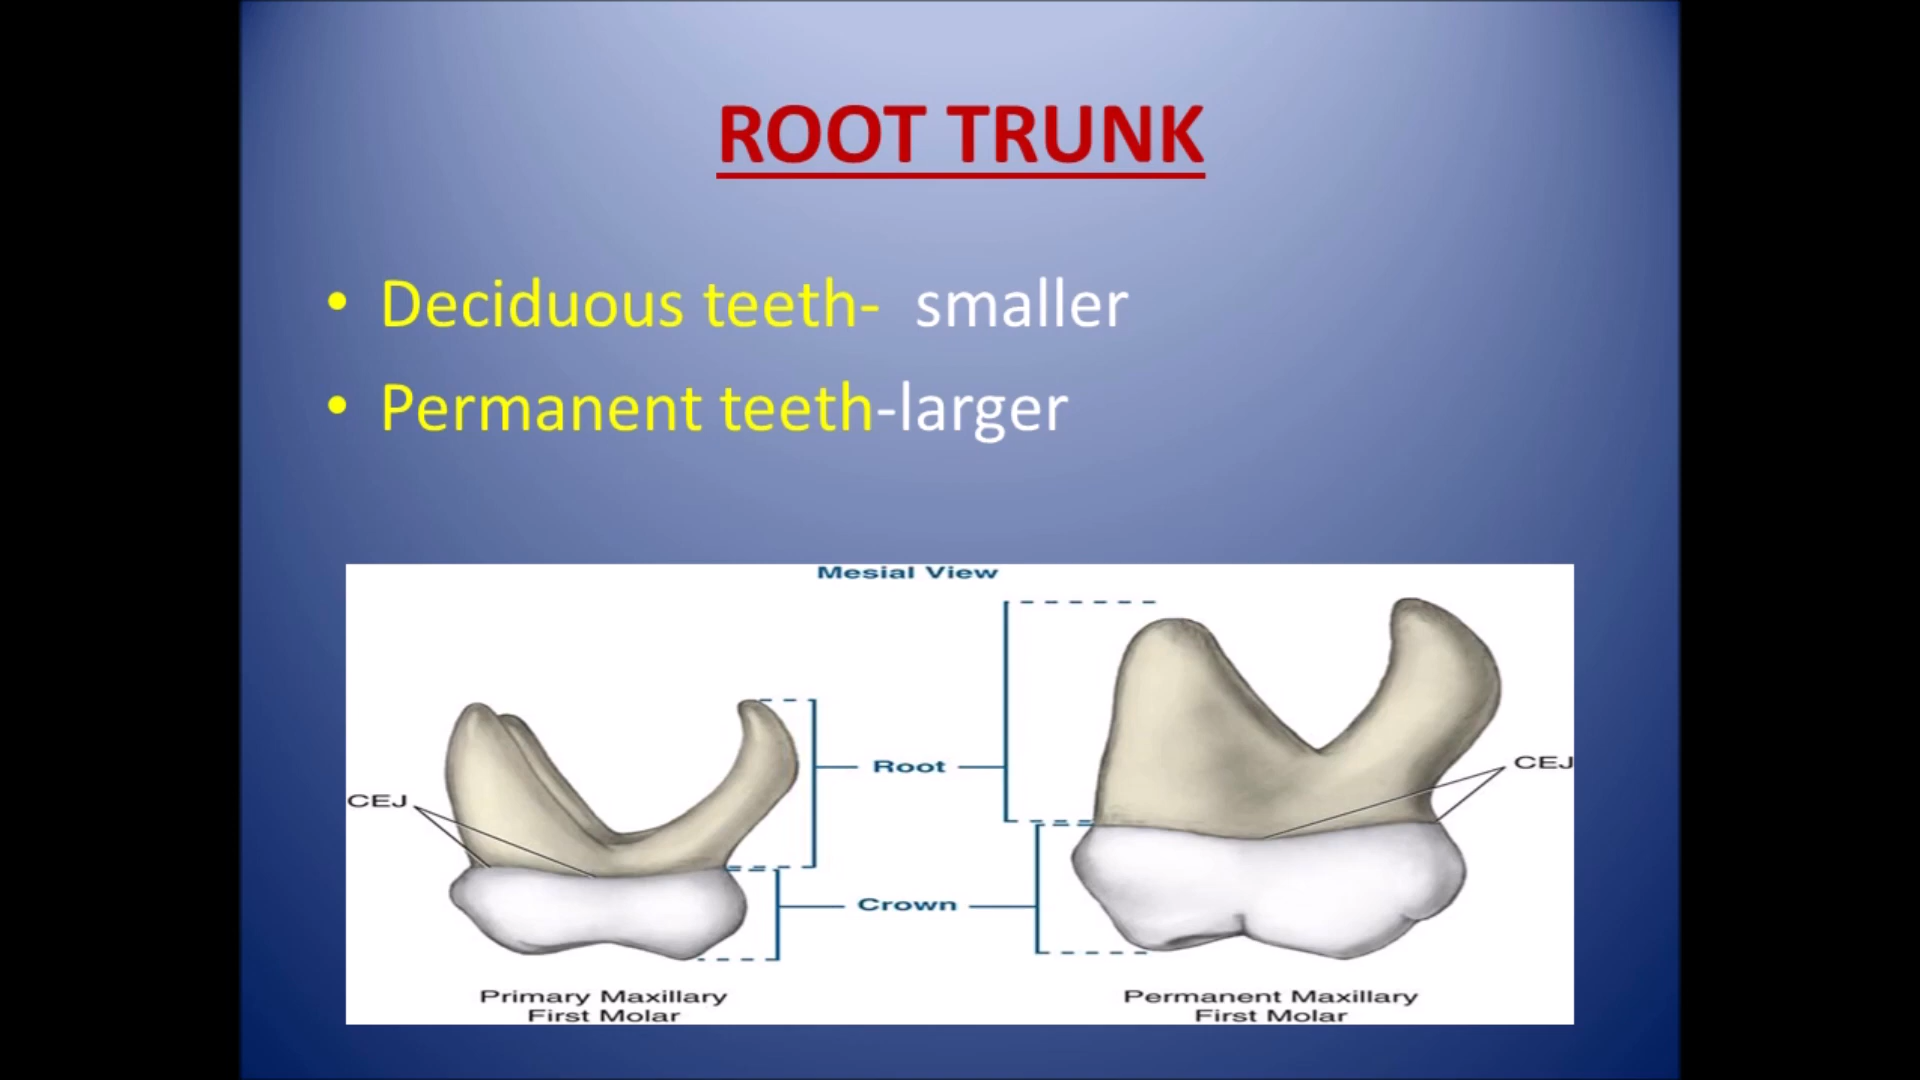 ROOT TRUNK
• Deciduous teeth- smaller
• Permanent teeth-larger
Mesial View
CEJ
Root
CEJ
Crown
Primary Maxillary
First Molar
Permanent Maxillary
First Molar